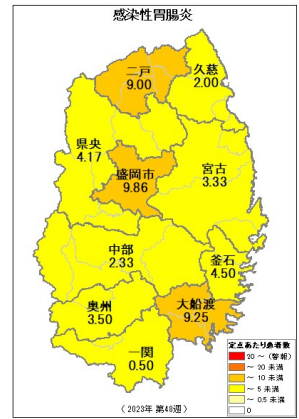 感染性胃腸炎
二戸
9.00
久慈
2.00
県央
4.17
盛岡市
9.86
宮古
3.33
中部
2.33
釜石
4.50
奥州
3.50
大船渡
9.25
一関
0.50
(2023年 第48週)
定点あたり患者数
20 ~ (警報)
~ 20 未満
~ 10 未満
~ 5 未満
~ 0.5 未満
0